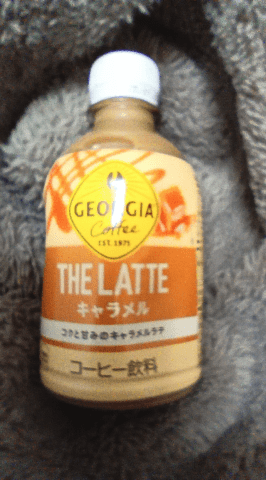 GEORGIA
Coffee
EST. 1975
THE LATTE
キャラメル
コクと甘みのキャラメルラテ
コーヒー飲料